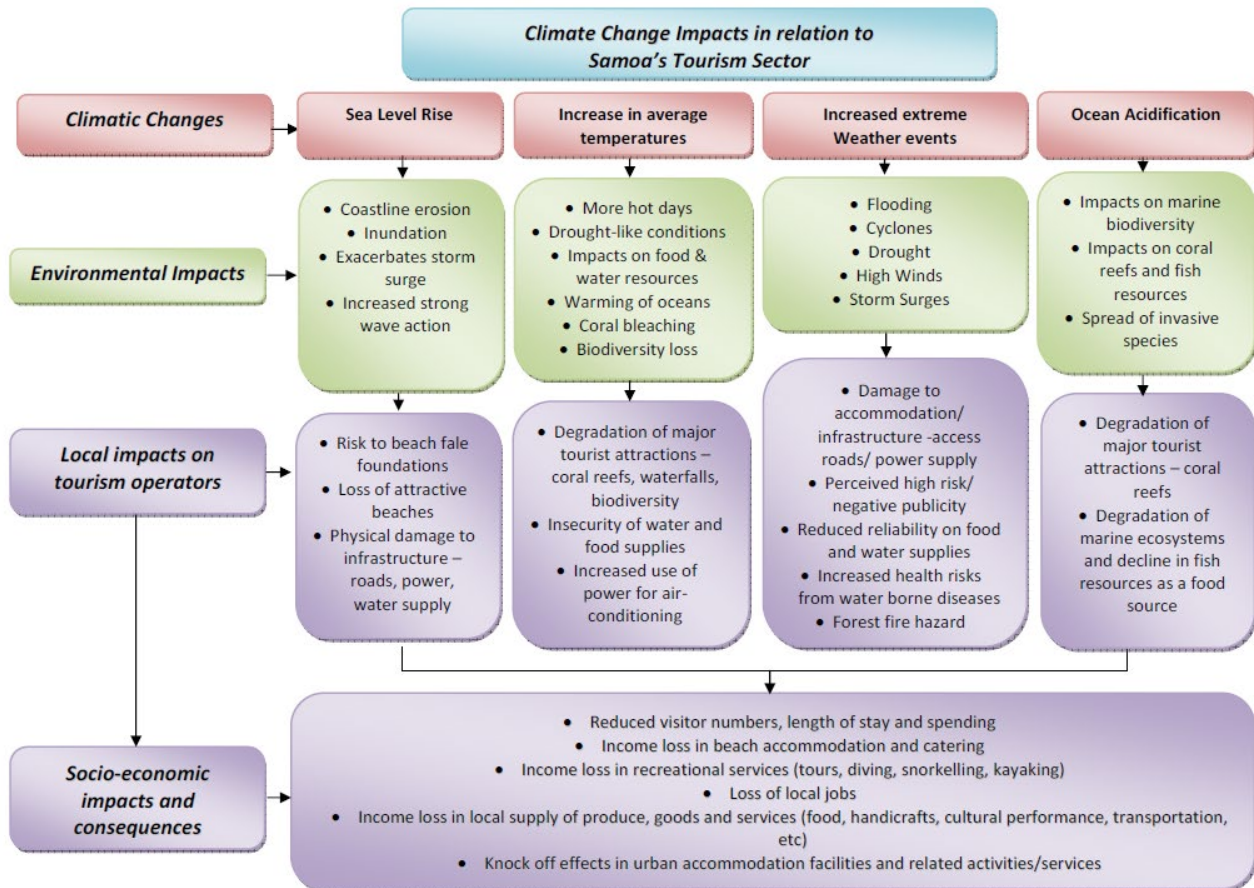 Climate Change Impacts in relation to
Samoa's Tourism Sector
Climatic Changes
Sea Level Rise
Increase in average
temperatures
Increased extreme
Weather events
Ocean Acidification
Environmental Impacts
• Coastline erosion
• Inundation
• Exacerbates storm
surge
• Increased strong
wave action
• More hot days
• Drought-like conditions
• Impacts on food &
water resources
• Warming of oceans
• Coral bleaching
• Biodiversity loss
• Flooding
• Cyclones
• Drought
• High Winds
• Storm Surges
• Impacts on marine
biodiversity
• Impacts on coral
reefs and fish
resources
• Spread of invasive
species
Local impacts on
tourism operators
• Risk to beach fale
foundations
• Loss of attractive
beaches
• Physical damage to
infrastructure –
roads, power,
water supply
• Degradation of major
tourist attractions –
coral reefs, waterfalls,
biodiversity
• Insecurity of water and
food supplies
• Increased use of
power for air-
conditioning
• Damage to
accommodation/
infrastructure -access
roads/ power supply
• Perceived high risk/
negative publicity
• Reduced reliability on food
and water supplies
• Increased health risks
from water borne diseases
• Forest fire hazard
• Degradation of
major tourist
attractions – coral
reefs
• Degradation of
marine ecosystems
and decline in fish
resources as a food
source
Socio-economic
impacts and
consequences
• Reduced visitor numbers, length of stay and spending
• Income loss in beach accommodation and catering
• Income loss in recreational services (tours, diving, snorkelling, kayaking)
• Loss of local jobs
• Income loss in local supply of produce, goods and services (food, handicrafts, cultural performance, transportation,
etc)
• Knock off effects in urban accommodation facilities and related activities/services